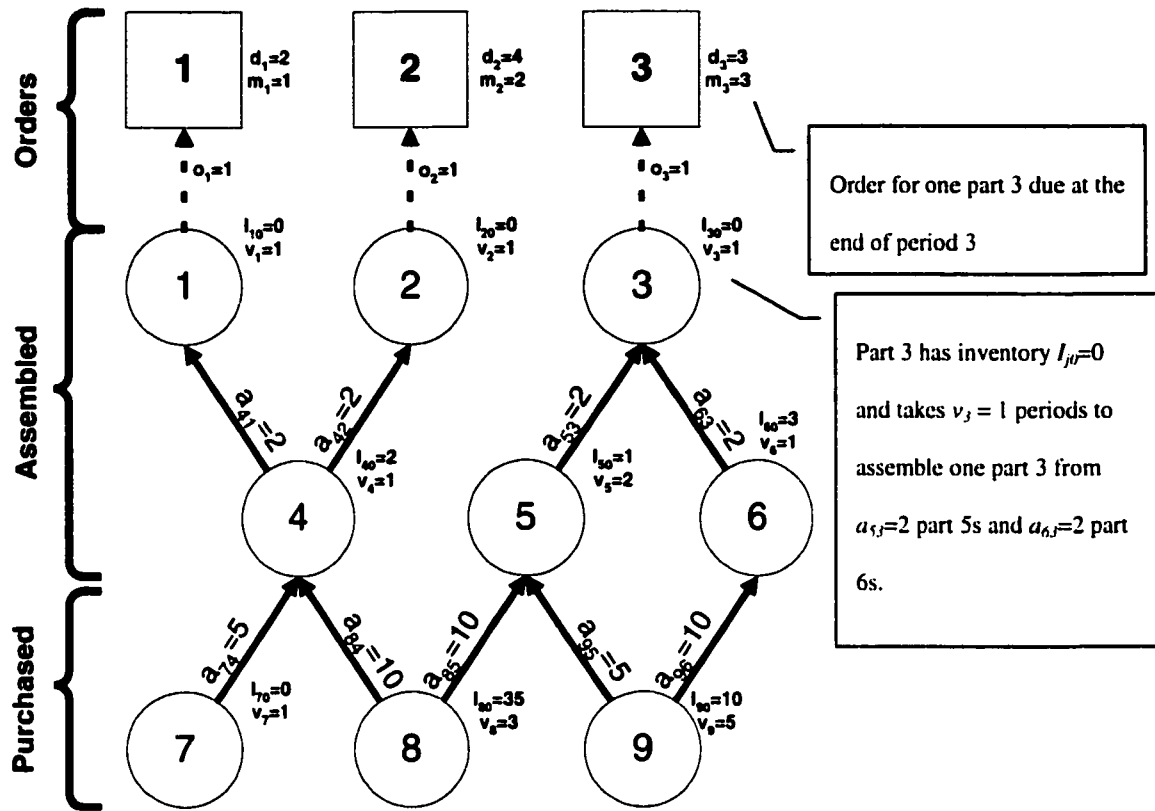 Orders
1
d₁=2
m₁=1
2
d₂=4
m₂=2
3
d₃=3
m₃=3
o₁=1
o₂=1
o₃=1
Order for one part 3 due at the
end of period 3
Assembled
1
I₁₀=0
v₁=1
2
I₂₀=0
v₂=1
3
I₃₀=0
v₃=1
Part 3 has inventory Iⱼ₀=0
and takes v₃ = 1 periods to
assemble one part 3 from
a₅,₃=2 part 5s and a₆,₃=2 part
6s.
a₄₁=2
a₄₂=2
a₅₃=2
a₆₃=2
4
I₄₀=2
v₄=1
5
I₅₀=1
v₅=2
6
I₆₀=3
v₆=1
Purchased
a₇₄=5
a₈₄=10
a₈₅=10
a₉₅=5
a₉₆=10
7
I₇₀=0
v₇=1
8
I₈₀=35
v₈=3
9
I₉₀=10
v₉=5